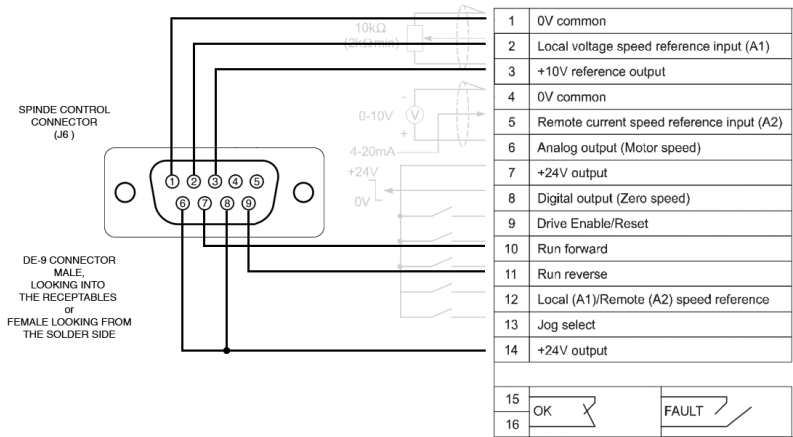 SPINDE CONTROL
CONNECTOR
(J6 )
1 2 3 4 5
6 7 8 9
DE-9 CONNECTOR
MALE,
LOOKING INTO
THE RECEPTABLES
or
FEMALE LOOKING FROM
THE SOLDER SIDE
10kΩ
(2kΩmin)
-
0-10V V
+
4-20mA
+24V
0V
1 0V common
2 Local voltage speed reference input (A1)
3 +10V reference output
4 0V common
5 Remote current speed reference input (A2)
6 Analog output (Motor speed)
7 +24V output
8 Digital output (Zero speed)
9 Drive Enable/Reset
10 Run forward
11 Run reverse
12 Local (A1)/Remote (A2) speed reference
13 Jog select
14 +24V output
15
16
OK
FAULT